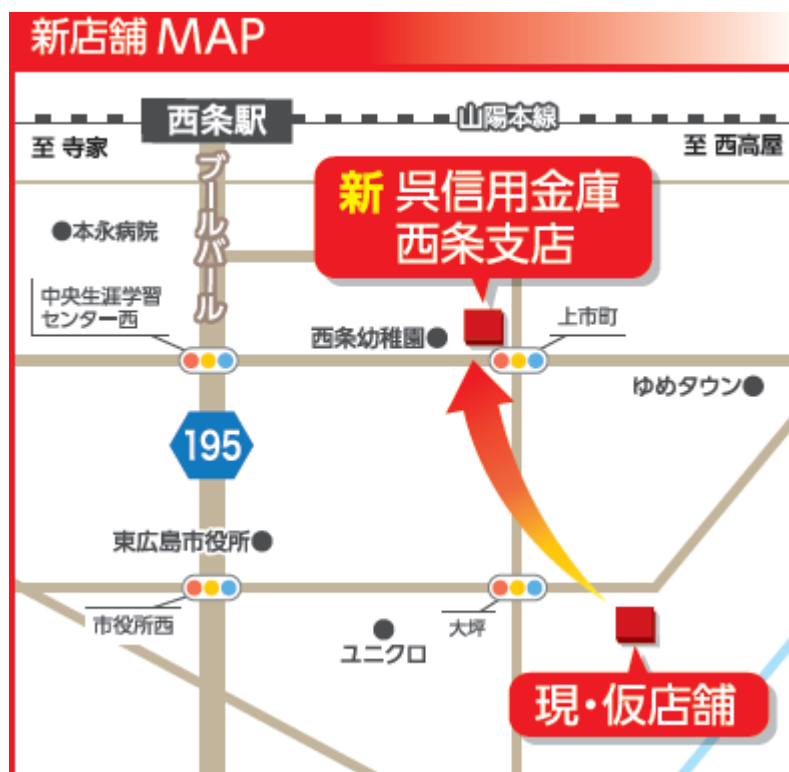 新店舗 MAP
西条駅
山陽本線
至 寺家
至 西高屋
ブールバール
新 呉信用金庫
西条支店
●本永病院
中央生涯学習
センター西
西条幼稚園●
上市町
ゆめタウン●
195
東広島市役所●
市役所西
大坪
ユニクロ
現・仮店舗